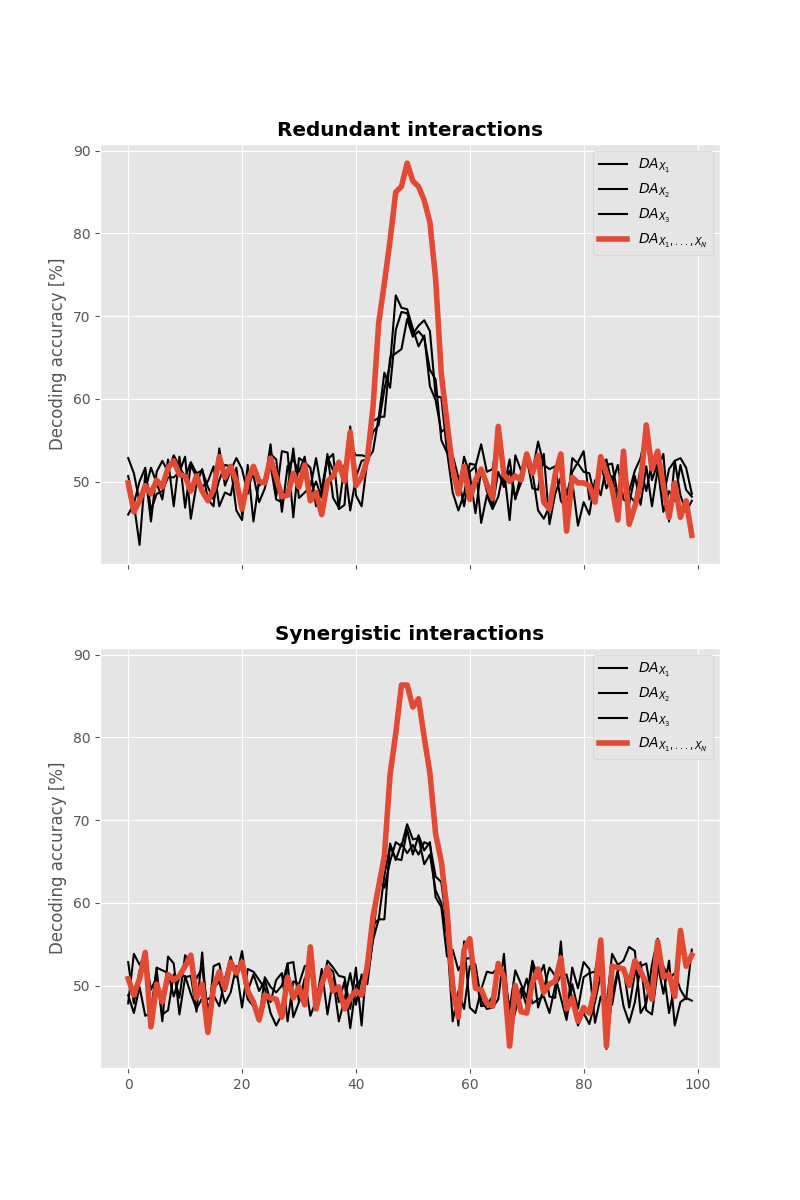 Redundant interactions
90
80
70
60
50
Decoding accuracy [%]
DA_{X_1}
DA_{X_2}
DA_{X_3}
DA_{X_1,...,X_N}
Synergistic interactions
90
80
70
60
50
Decoding accuracy [%]
DA_{X_1}
DA_{X_2}
DA_{X_3}
DA_{X_1,...,X_N}
0 20 40 60 80 100